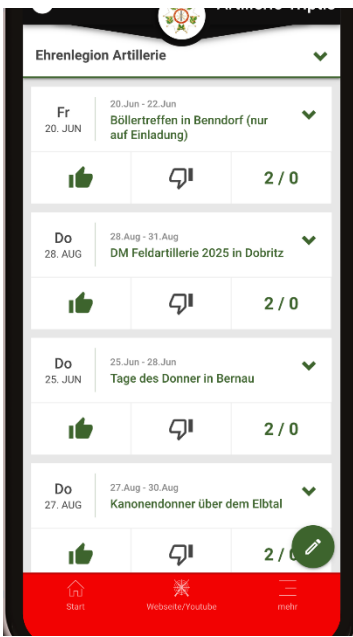 Ehrenlegion Artillerie
Fr
20. JUN
20.Jun - 22.Jun
Böllertreffen in Benndorf (nur
auf Einladung)
2 / 0
Do
28. AUG
28.Aug - 31.Aug
DM Feldartillerie 2025 in Dobritz
2 / 0
Do
25. JUN
25.Jun - 28.Jun
Tage des Donner in Bernau
2 / 0
Do
27. AUG
27.Aug - 30.Aug
Kanonendonner über dem Elbtal
2 /
Start
Webseite/Youtube
mehr